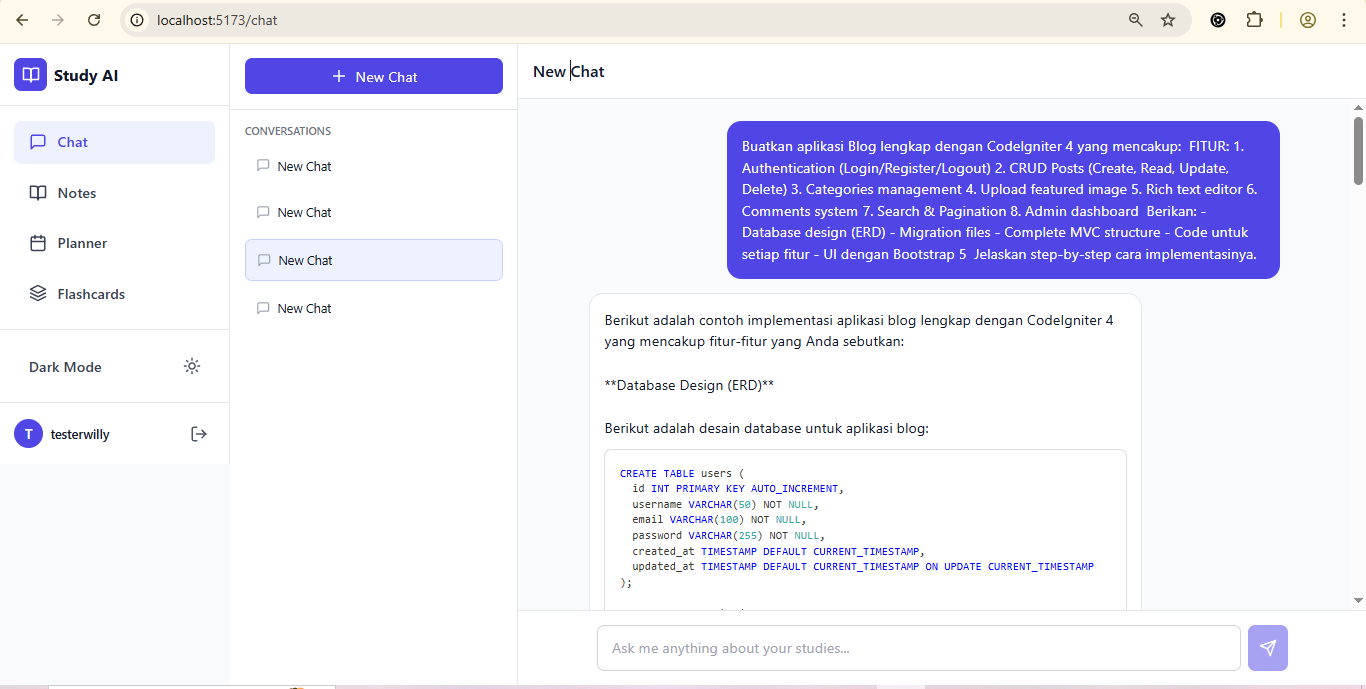 localhost:5173/chat
Study AI
Chat
Notes
Planner
Flashcards
Dark Mode
T testerwilly
+ New Chat
CONVERSATIONS
New Chat
New Chat
New Chat
New Chat
New Chat
Buatkan aplikasi Blog lengkap dengan CodeIgniter 4 yang mencakup:  FITUR: 1.
Authentication (Login/Register/Logout) 2. CRUD Posts (Create, Read, Update,
Delete) 3. Categories management 4. Upload featured image 5. Rich text editor 6.
Comments system 7. Search & Pagination 8. Admin dashboard  Berikan: -
Database design (ERD) - Migration files - Complete MVC structure - Code untuk
setiap fitur - UI dengan Bootstrap 5  Jelaskan step-by-step cara implementasinya.
Berikut adalah contoh implementasi aplikasi blog lengkap dengan CodeIgniter 4
yang mencakup fitur-fitur yang Anda sebutkan:
**Database Design (ERD)**
Berikut adalah desain database untuk aplikasi blog:
CREATE TABLE users (
  id INT PRIMARY KEY AUTO_INCREMENT,
  username VARCHAR(50) NOT NULL,
  email VARCHAR(100) NOT NULL,
  password VARCHAR(255) NOT NULL,
  created_at TIMESTAMP DEFAULT CURRENT_TIMESTAMP,
  updated_at TIMESTAMP DEFAULT CURRENT_TIMESTAMP ON UPDATE CURRENT_TIMESTAMP
);
Ask me anything about your studies...